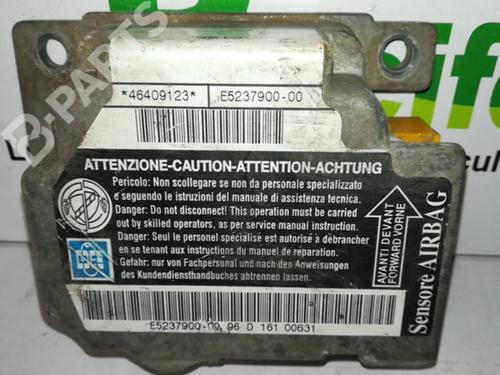 *46409123*
E5237900-00
ATTENZIONE-CAUTION-ATTENTION-ACHTUNG
Pericolo: Non scollegare se non da personale specializzato
e seguendo le istruzioni del manuale di assistenza tecnica.
Danger: Do not disconnect! This operation must be carried
out by skilled operators, as per service manual instruction.
Danger: Seul le personel spécialisé est autorisé à débrancher
en se tenant aux instructions du manuel de réparation.
Gefahr: nur von Fachpersonal und nach den Anweisungen
des Kundendiensthandbuches abtrennen lassen.
AVANTI DEVANT
FORWARD VORNE
Sensore AIRBAG
E5237900-00 96 D 161 00631
B-PARTS